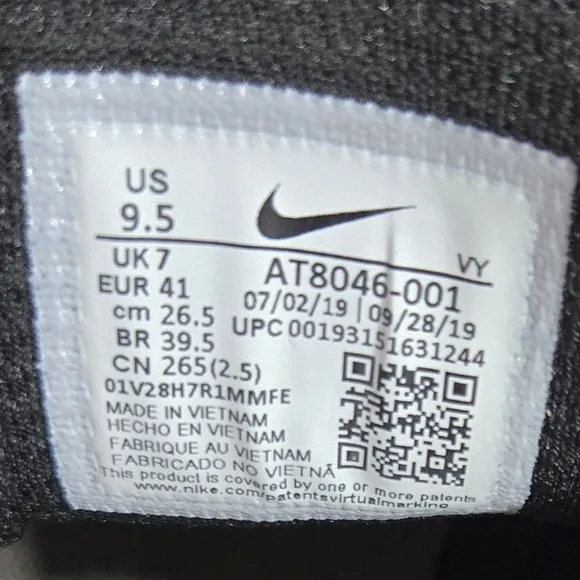 US
9.5
VY
UK 7
AT8046-001
EUR 41
07/02/19 | 09/28/19
cm 26.5
UPC 00193151631244
BR 39.5
CN 265(2.5)
01V28H7R1MMFE
MADE IN VIETNAM
HECHO EN VIETNAM
FABRIQUE AU VIETNAM
FABRICADO NO VIETNÃ
This product is covered by one or more patents
www.nike.com/patentsvirtualmarking